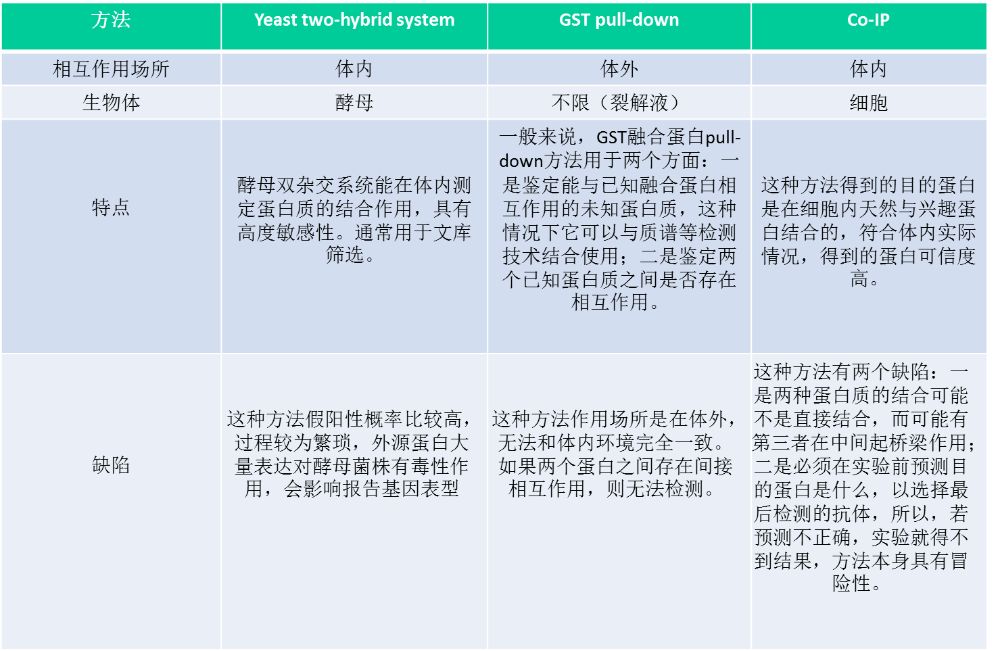 方法
Yeast two-hybrid system
GST pull-down
Co-IP
相互作用场所
体内
体外
体内
生物体
酵母
不限（裂解液）
细胞
特点
酵母双杂交系统能在体内测
定蛋白质的结合作用，具有
高度敏感性。通常用于文库
筛选。
一般来说，GST融合蛋白pull-
down方法用于两个方面：一
是鉴定能与已知融合蛋白相
互作用的未知蛋白质，这种
情况下它可以与质谱等检测
技术结合使用；二是鉴定两
个已知蛋白质之间是否存在
相互作用。
这种方法得到的目的蛋白
是在细胞内天然与兴趣蛋
白结合的，符合体内实际
情况，得到的蛋白可信度
高。
缺陷
这种方法假阳性概率比较高，
过程较为繁琐，外源蛋白大
量表达对酵母菌株有毒性作
用，会影响报告基因表型
这种方法作用场所是在体外，
无法和体内环境完全一致。
如果两个蛋白之间存在间接
相互作用，则无法检测。
这种方法有两个缺陷：一
是两种蛋白质的结合可能
不是直接结合，而可能有
第三者在中间起桥梁作用；
二是必须在实验前预测目
的蛋白是什么，以选择最
后检测的抗体，所以，若
预测不正确，实验就得不
到结果，方法本身具有冒
险性。